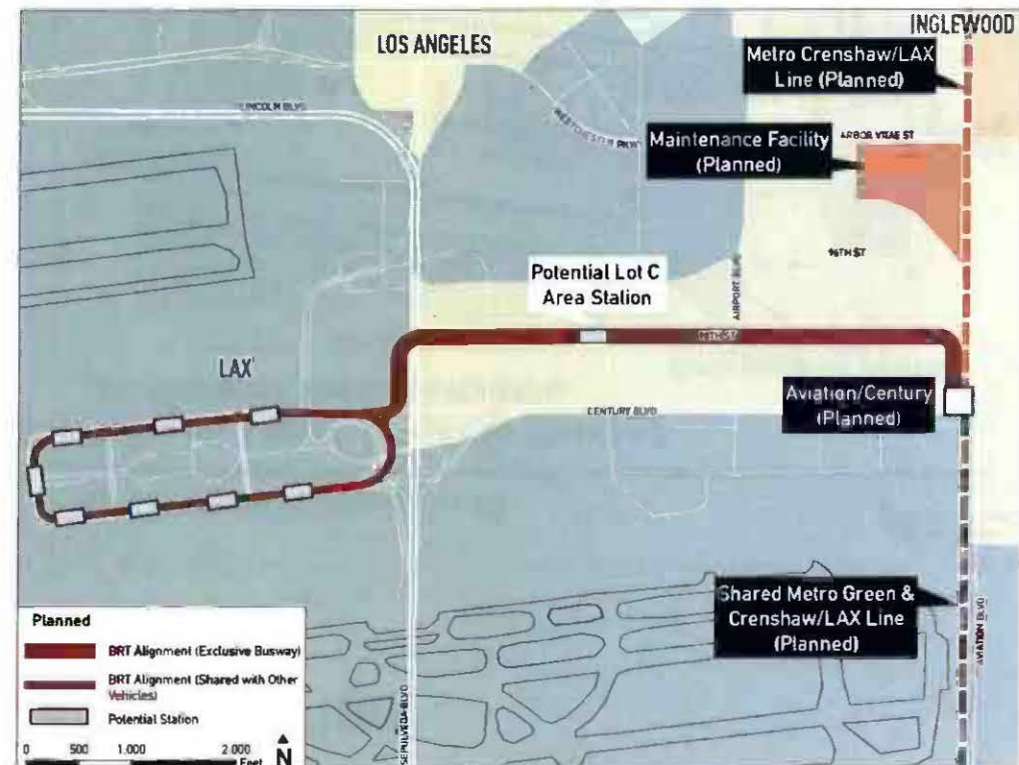 INGLEWOOD
LOS ANGELES
Metro Crenshaw/LAX
Line (Planned)
LINCOLN BLVD
WESTCHESTER PKWY
ARBOR VITAE ST
Maintenance Facility
(Planned)
96TH ST
Potential Lot C
Area Station
AIRPORT BLVD
98TH ST
LAX
Aviation/Century
(Planned)
CENTURY BLVD
Shared Metro Green &
Crenshaw/LAX Line
(Planned)
AVIATION BLVD
SEPULVEDA BLVD
Planned
BRT Alignment (Exclusive Busway)
BRT Alignment (Shared with Other
Vehicles)
Potential Station
0 500 1.000 2.000
Feet
N